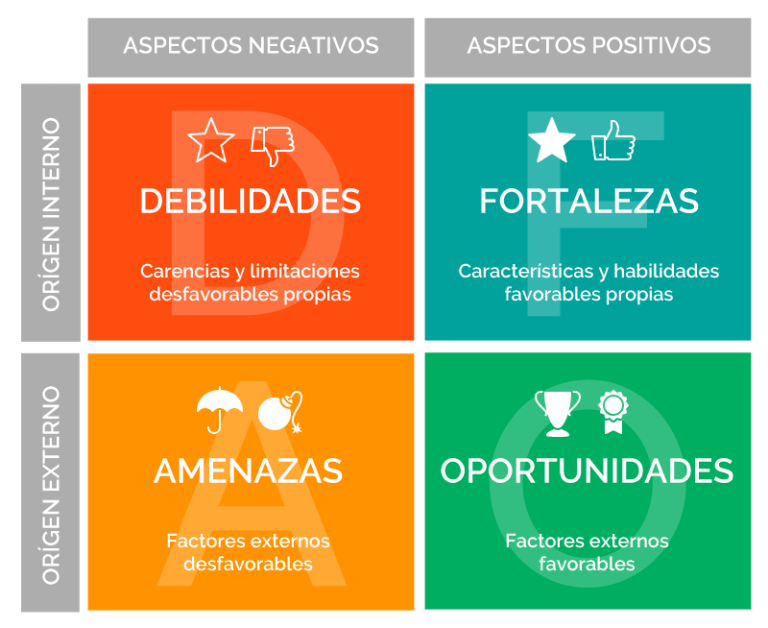 ASPECTOS NEGATIVOS
ASPECTOS POSITIVOS
ORÍGEN INTERNO
D
DEBILIDADES
Carencias y limitaciones
desfavorables propias
F
FORTALEZAS
Características y habilidades
favorables propias
ORÍGEN EXTERNO
A
AMENAZAS
Factores externos
desfavorables
O
OPORTUNIDADES
Factores externos
favorables